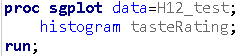 proc sgplot data=H12_test;
histogram tasteRating;
run;